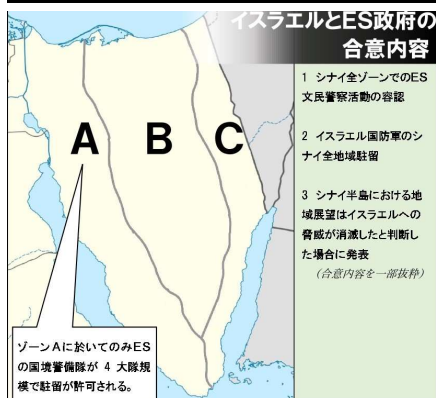 イスラエルとES政府の
合意内容
A B C
1 シナイ全ゾーンでのES
文民警察活動の容認
2 イスラエル国防軍のシ
ナイ全地域駐留
3 シナイ半島における地
域展望はイスラエルへの
脅威が消滅したと判断し
た場合に発表
(合意内容を一部抜粋)
ゾーンAに於いてのみES
の国境警備隊が 4 大隊規
模で駐留が許可される。